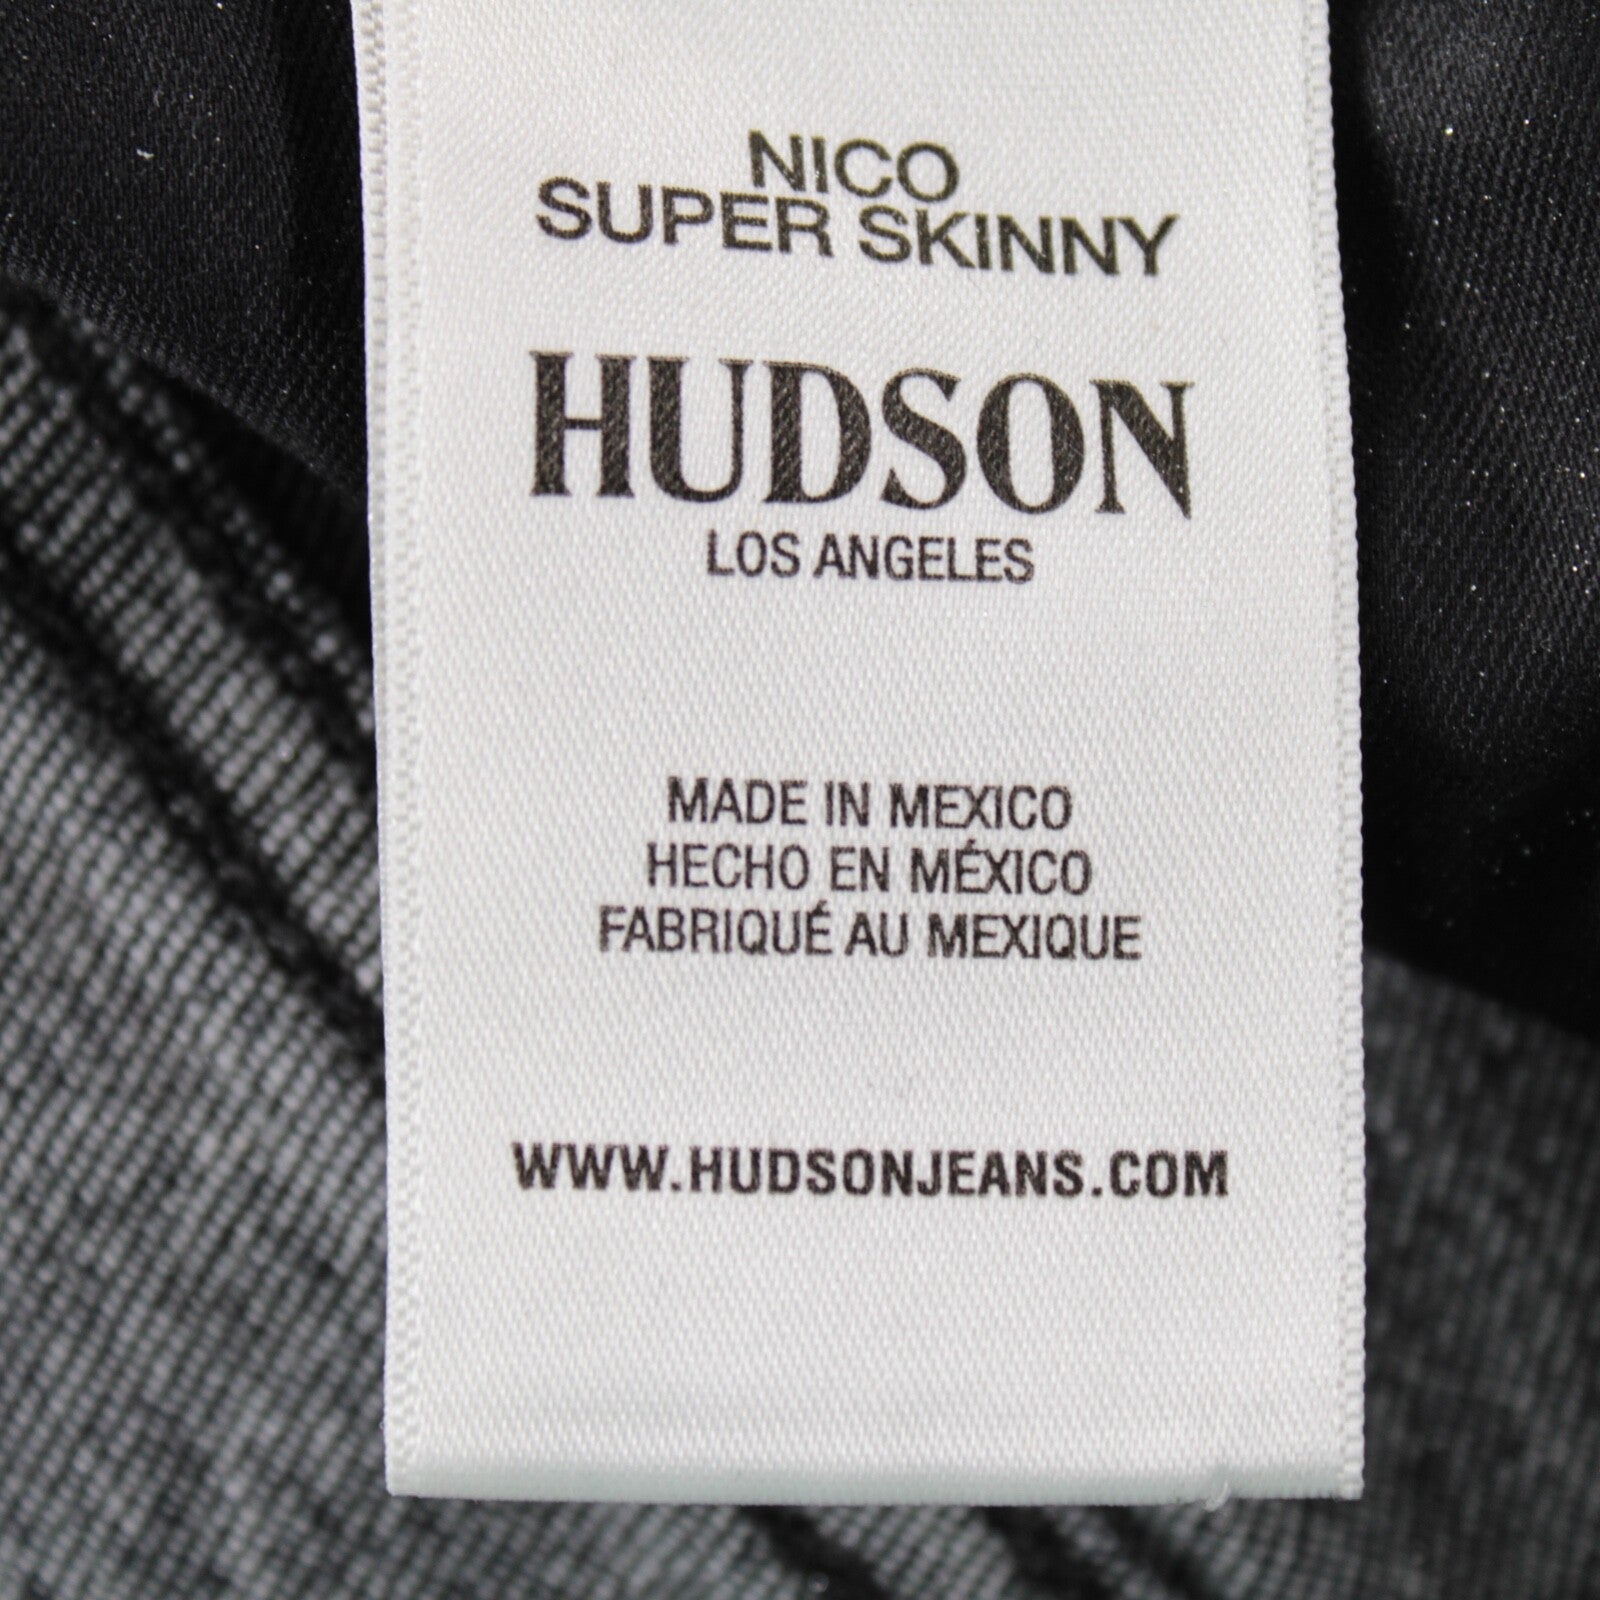 NICO
SUPER SKINNY
HUDSON
LOS ANGELES
MADE IN MEXICO
HECHO EN MÉXICO
FABRIQUÉ AU MEXIQUE
WWW.HUDSONJEANS.COM